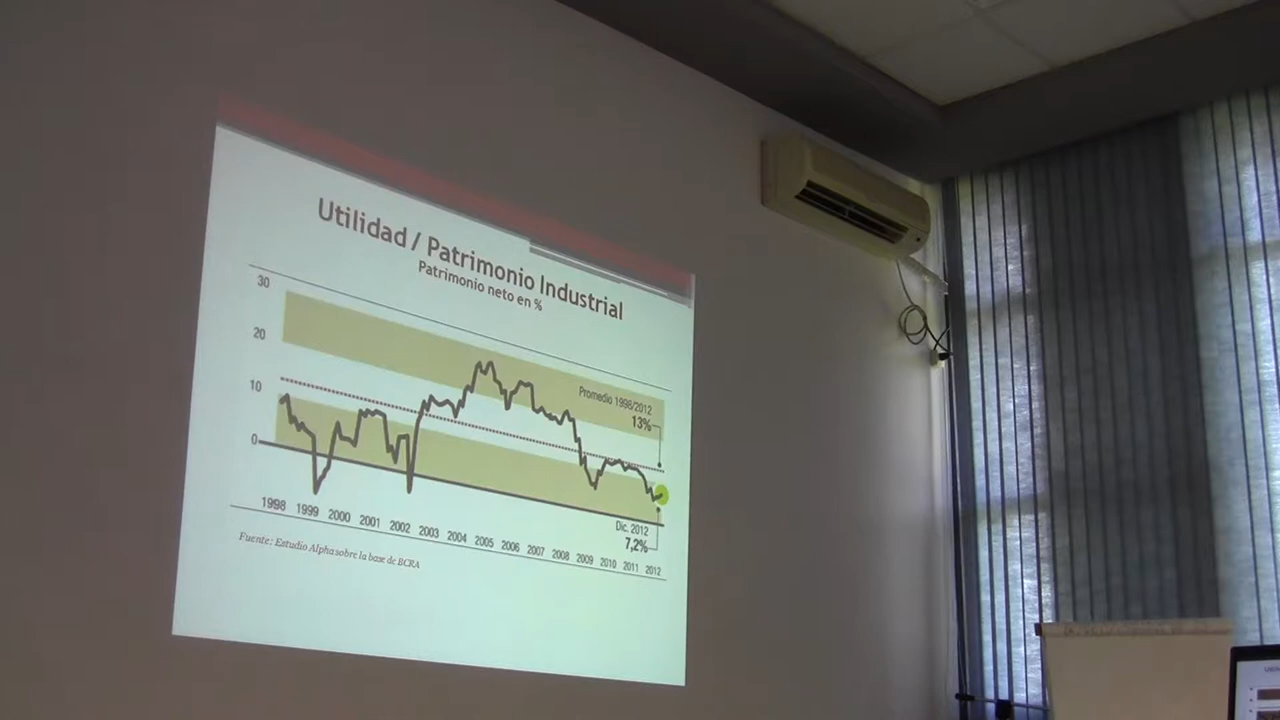 Utilidad / Patrimonio Industrial
Patrimonio neto en %
30
20
10
0
Promedio 1998/2012
13%
Dic. 2012
7,2%
1998 1999 2000 2001 2002 2003 2004 2005 2006 2007 2008 2009 2010 2011 2012
Fuente: Estudio Alpha sobre la base de BCRA